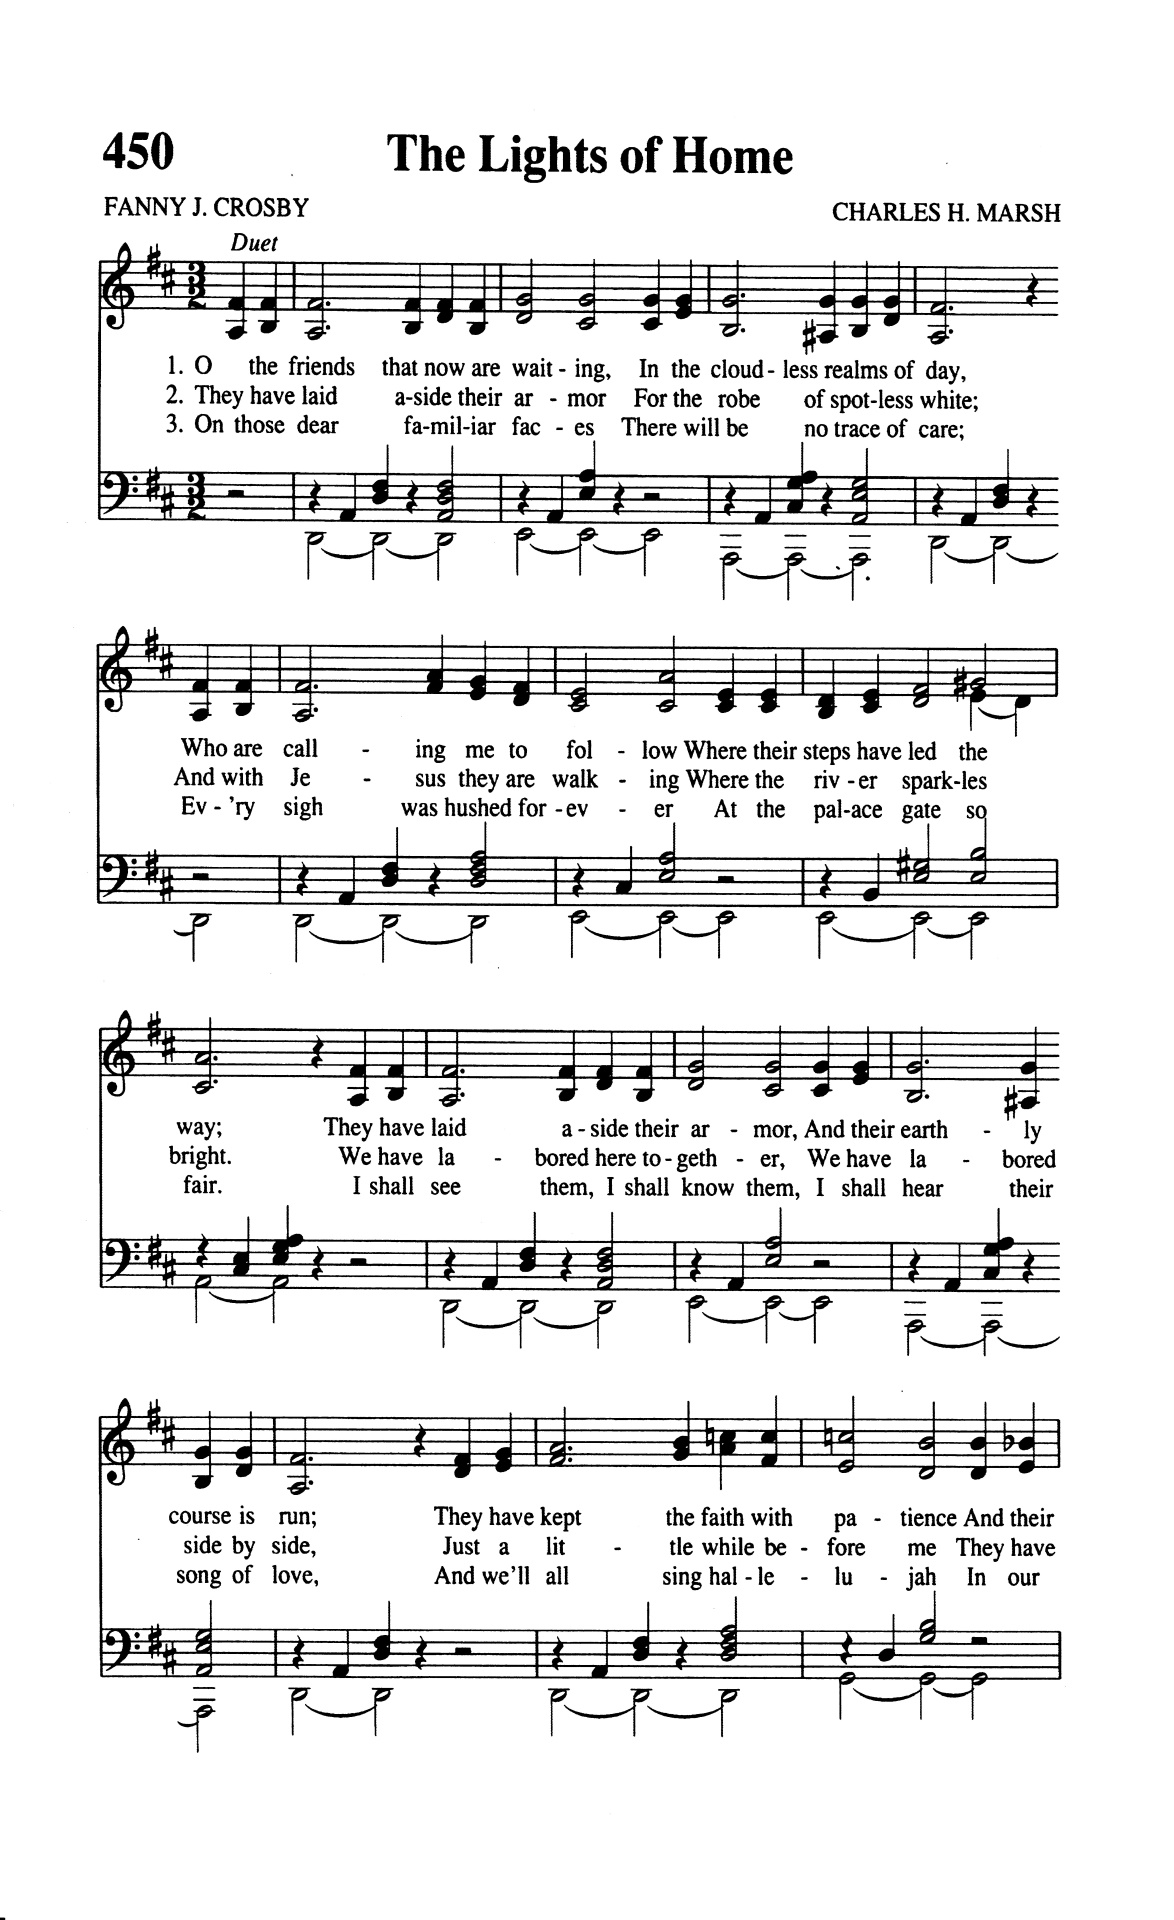 450 The Lights of Home
FANNY J. CROSBY CHARLES H. MARSH
Duet
1. O the friends that now are wait - ing, In the cloud - less realms of day,
2. They have laid a-side their ar - mor For the robe of spot-less white;
3. On those dear fa-mil-iar fac - es There will be no trace of care;
Who are call - ing me to fol - low Where their steps have led the
And with Je - sus they are walk - ing Where the riv - er spark-les
Ev - 'ry sigh was hushed for - ev - er At the pal-ace gate so
way; They have laid a - side their ar - mor, And their earth - ly
bright. We have la - bored here to - geth - er, We have la - bored
fair. I shall see them, I shall know them, I shall hear their
course is run; They have kept the faith with pa - tience And their
side by side, Just a lit - tle while be - fore me They have
song of love, And we'll all sing hal - le - lu - jah In our